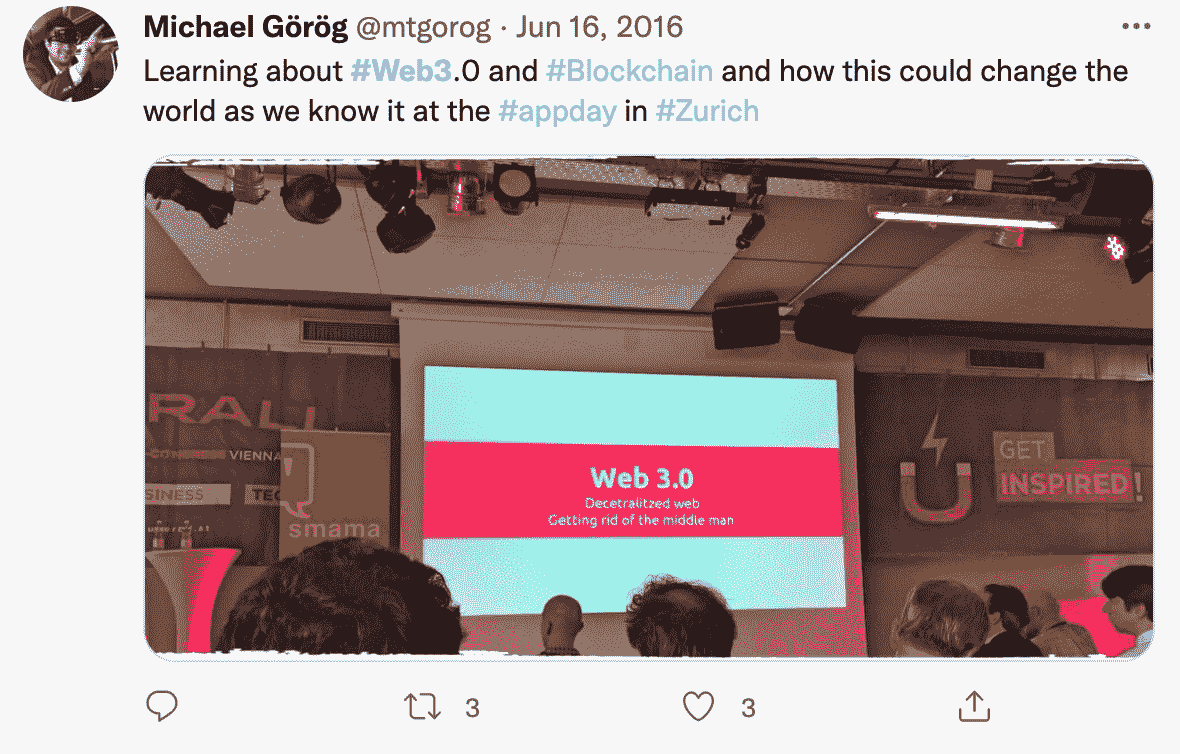 Michael Görög @mtgorog · Jun 16, 2016
Learning about #Web3.0 and #Blockchain and how this could change the
world as we know it at the #appday in #Zurich
RALL
CONGRESS VIENNA
SINESS TEC
smama
Web 3.0
Decetralitzed web
Getting rid of the middle man
GET
INSPIRED!
3 3